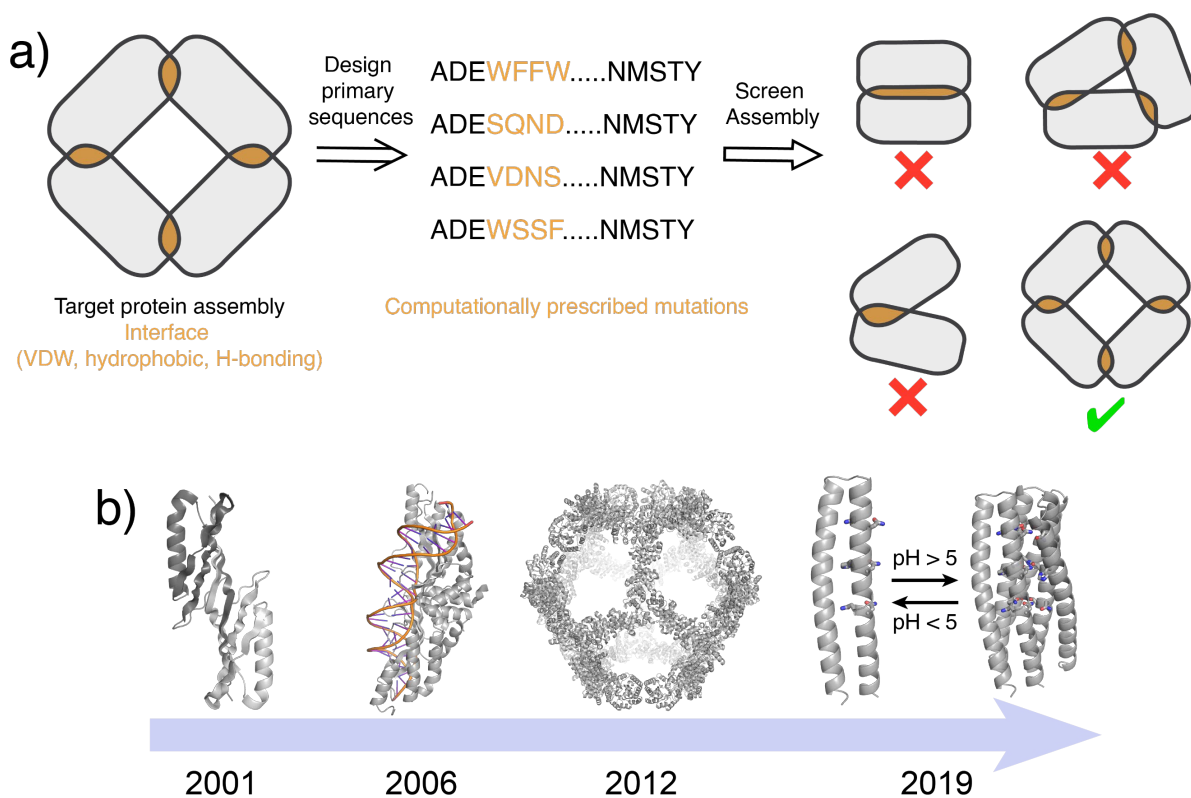 a)
Design
primary
sequences
ADEWFFW.....NMSTY
ADESQND.....NMSTY
ADEVDNS.....NMSTY
ADEWSSF.....NMSTY
Screen
Assembly
Target protein assembly
Interface
(VDW, hydrophobic, H-bonding)
Computationally prescribed mutations
b)
pH > 5
pH < 5
2001
2006
2012
2019